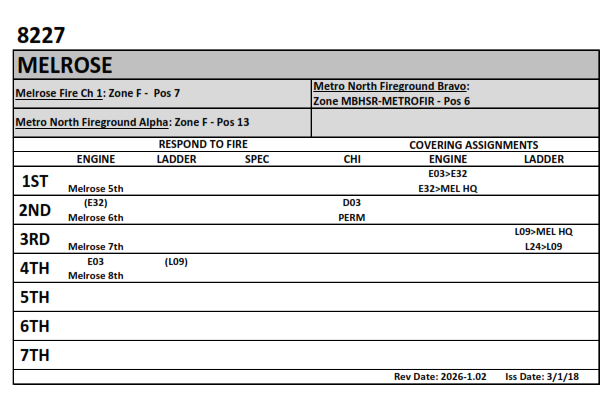 8227
MELROSE
Melrose Fire Ch 1: Zone F - Pos 7
Metro North Fireground Bravo:
Zone MBHSR-METROFIR - Pos 6
Metro North Fireground Alpha: Zone F - Pos 13
RESPOND TO FIRE COVERING ASSIGNMENTS
ENGINE LADDER SPEC CHI ENGINE LADDER
1ST
E03>E32
Melrose 5th E32>MEL HQ
2ND
(E32) D03
Melrose 6th PERM
3RD
L09>MEL HQ
Melrose 7th L24>L09
4TH
E03 (L09)
Melrose 8th
5TH
6TH
7TH
Rev Date: 2026-1.02 Iss Date: 3/1/18